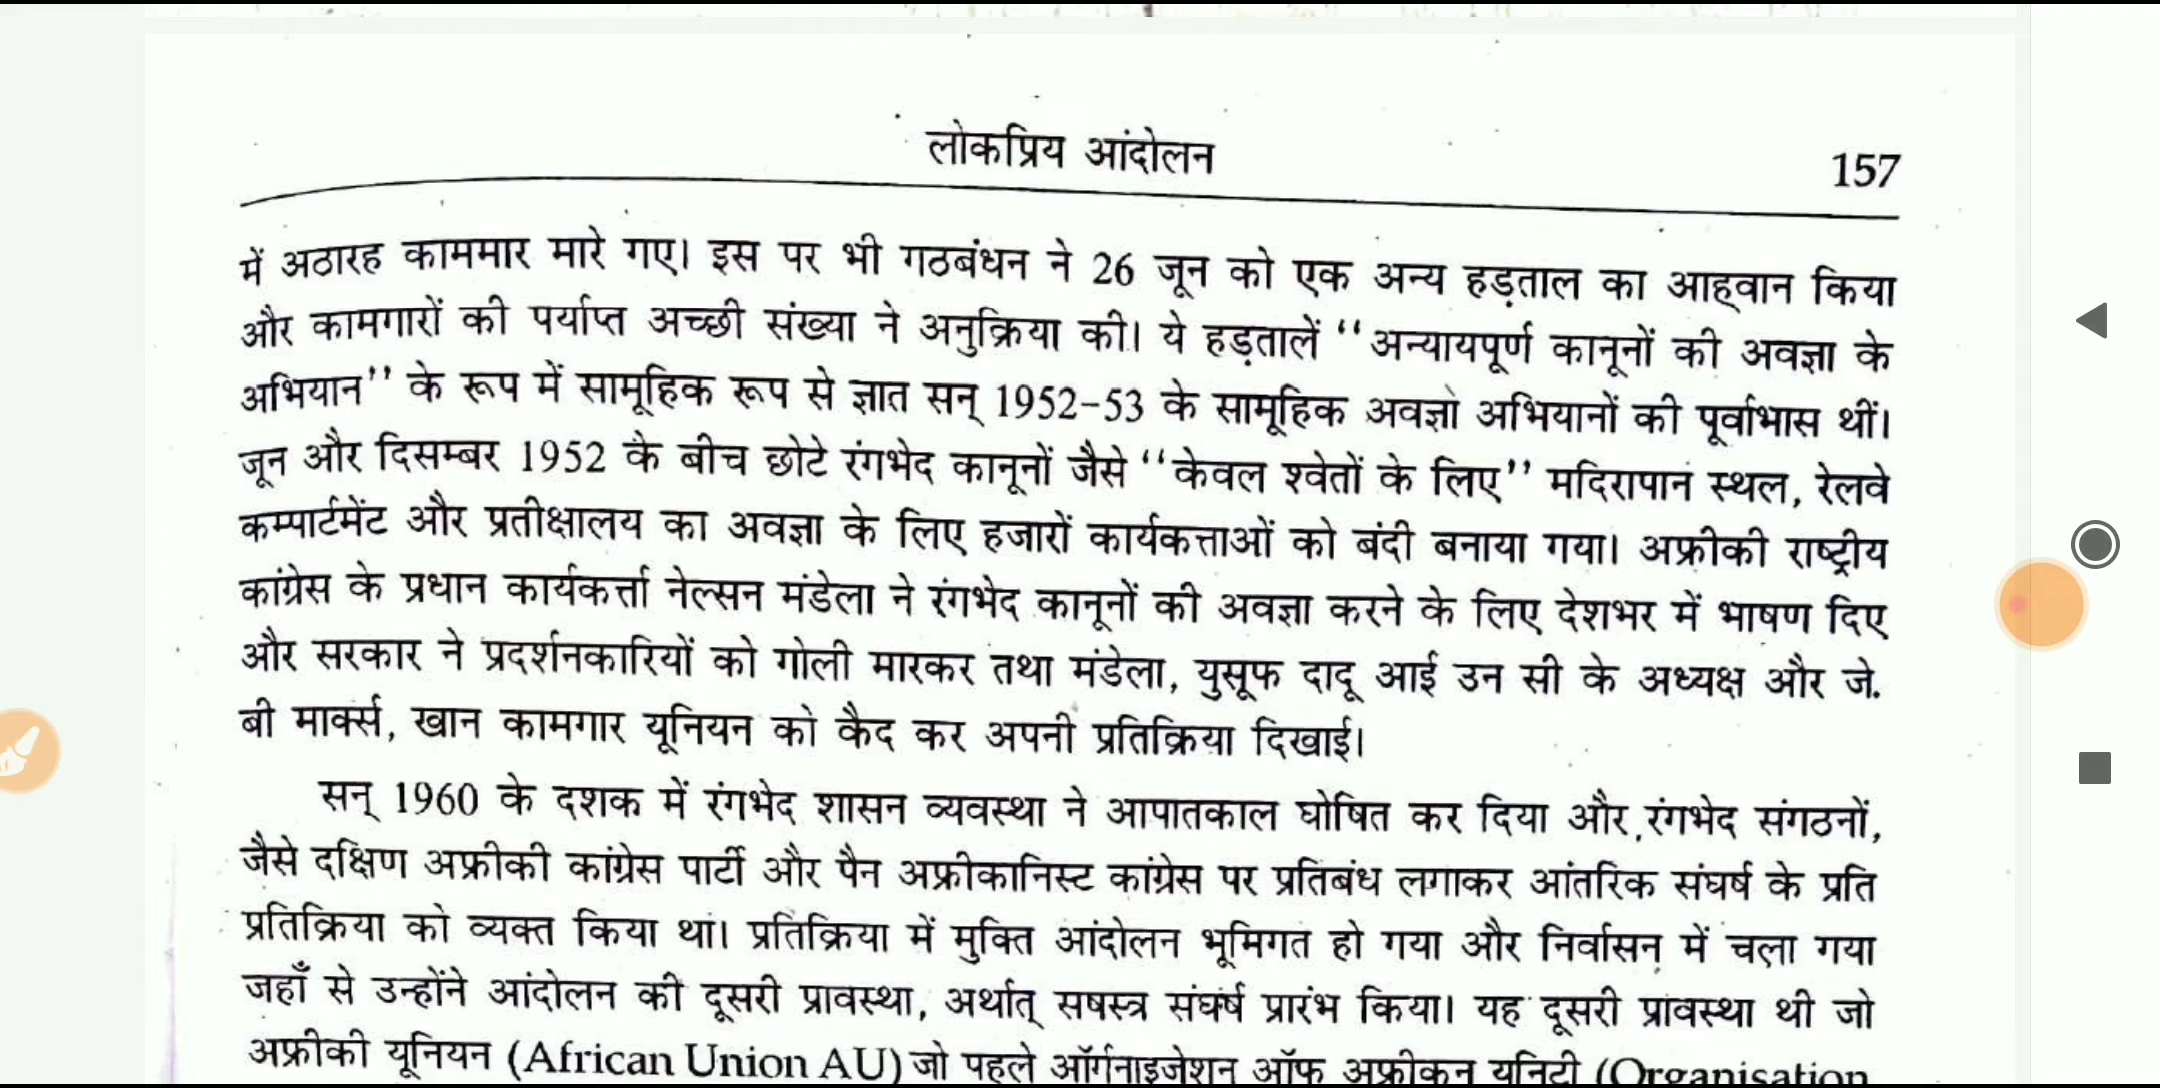 लोकप्रिय आंदोलन
157
में अठारह काममार मारे गए। इस पर भी गठबंधन ने 26 जून को एक अन्य हड़ताल का आह्वान किया
और कामगारों की पर्याप्त अच्छी संख्या ने अनुक्रिया की। ये हड़तालें ‘‘अन्यायपूर्ण कानूनों की अवज्ञा के
अभियान’’ के रूप में सामूहिक रूप से ज्ञात सन् 1952-53 के सामूहिक अवज्ञा अभियानों की पूर्वाभास थीं।
जून और दिसम्बर 1952 के बीच छोटे रंगभेद कानूनों जैसे ‘‘केवल श्वेतों के लिए’’ मदिरापान स्थल, रेलवे
कम्पार्टमेंट और प्रतीक्षालय का अवज्ञा के लिए हजारों कार्यकत्ताओं को बंदी बनाया गया। अफ्रीकी राष्ट्रीय
कांग्रेस के प्रधान कार्यकर्त्ता नेल्सन मंडेला ने रंगभेद कानूनों की अवज्ञा करने के लिए देशभर में भाषण दिए
और सरकार ने प्रदर्शनकारियों को गोली मारकर तथा मंडेला, युसूफ दादू आई उन सी के अध्यक्ष और जे.
बी मार्क्स, खान कामगार यूनियन को कैद कर अपनी प्रतिक्रिया दिखाई।
सन् 1960 के दशक में रंगभेद शासन व्यवस्था ने आपातकाल घोषित कर दिया और रंगभेद संगठनों,
जैसे दक्षिण अफ्रीकी कांग्रेस पार्टी और पैन अफ्रीकानिस्ट कांग्रेस पर प्रतिबंध लगाकर आंतरिक संघर्ष के प्रति
प्रतिक्रिया को व्यक्त किया था। प्रतिक्रिया में मुक्ति आंदोलन भूमिगत हो गया और निर्वासन में चला गया
जहाँ से उन्होंने आंदोलन की दूसरी प्रावस्था, अर्थात् सषस्त्र संघर्ष प्रारंभ किया। यह दूसरी प्रावस्था थी जो
अफ्रीकी यूनियन (African Union AU) जो पहले ऑर्गनाइजेशन ऑफ अफ्रीकन यूनिटी (Organisation